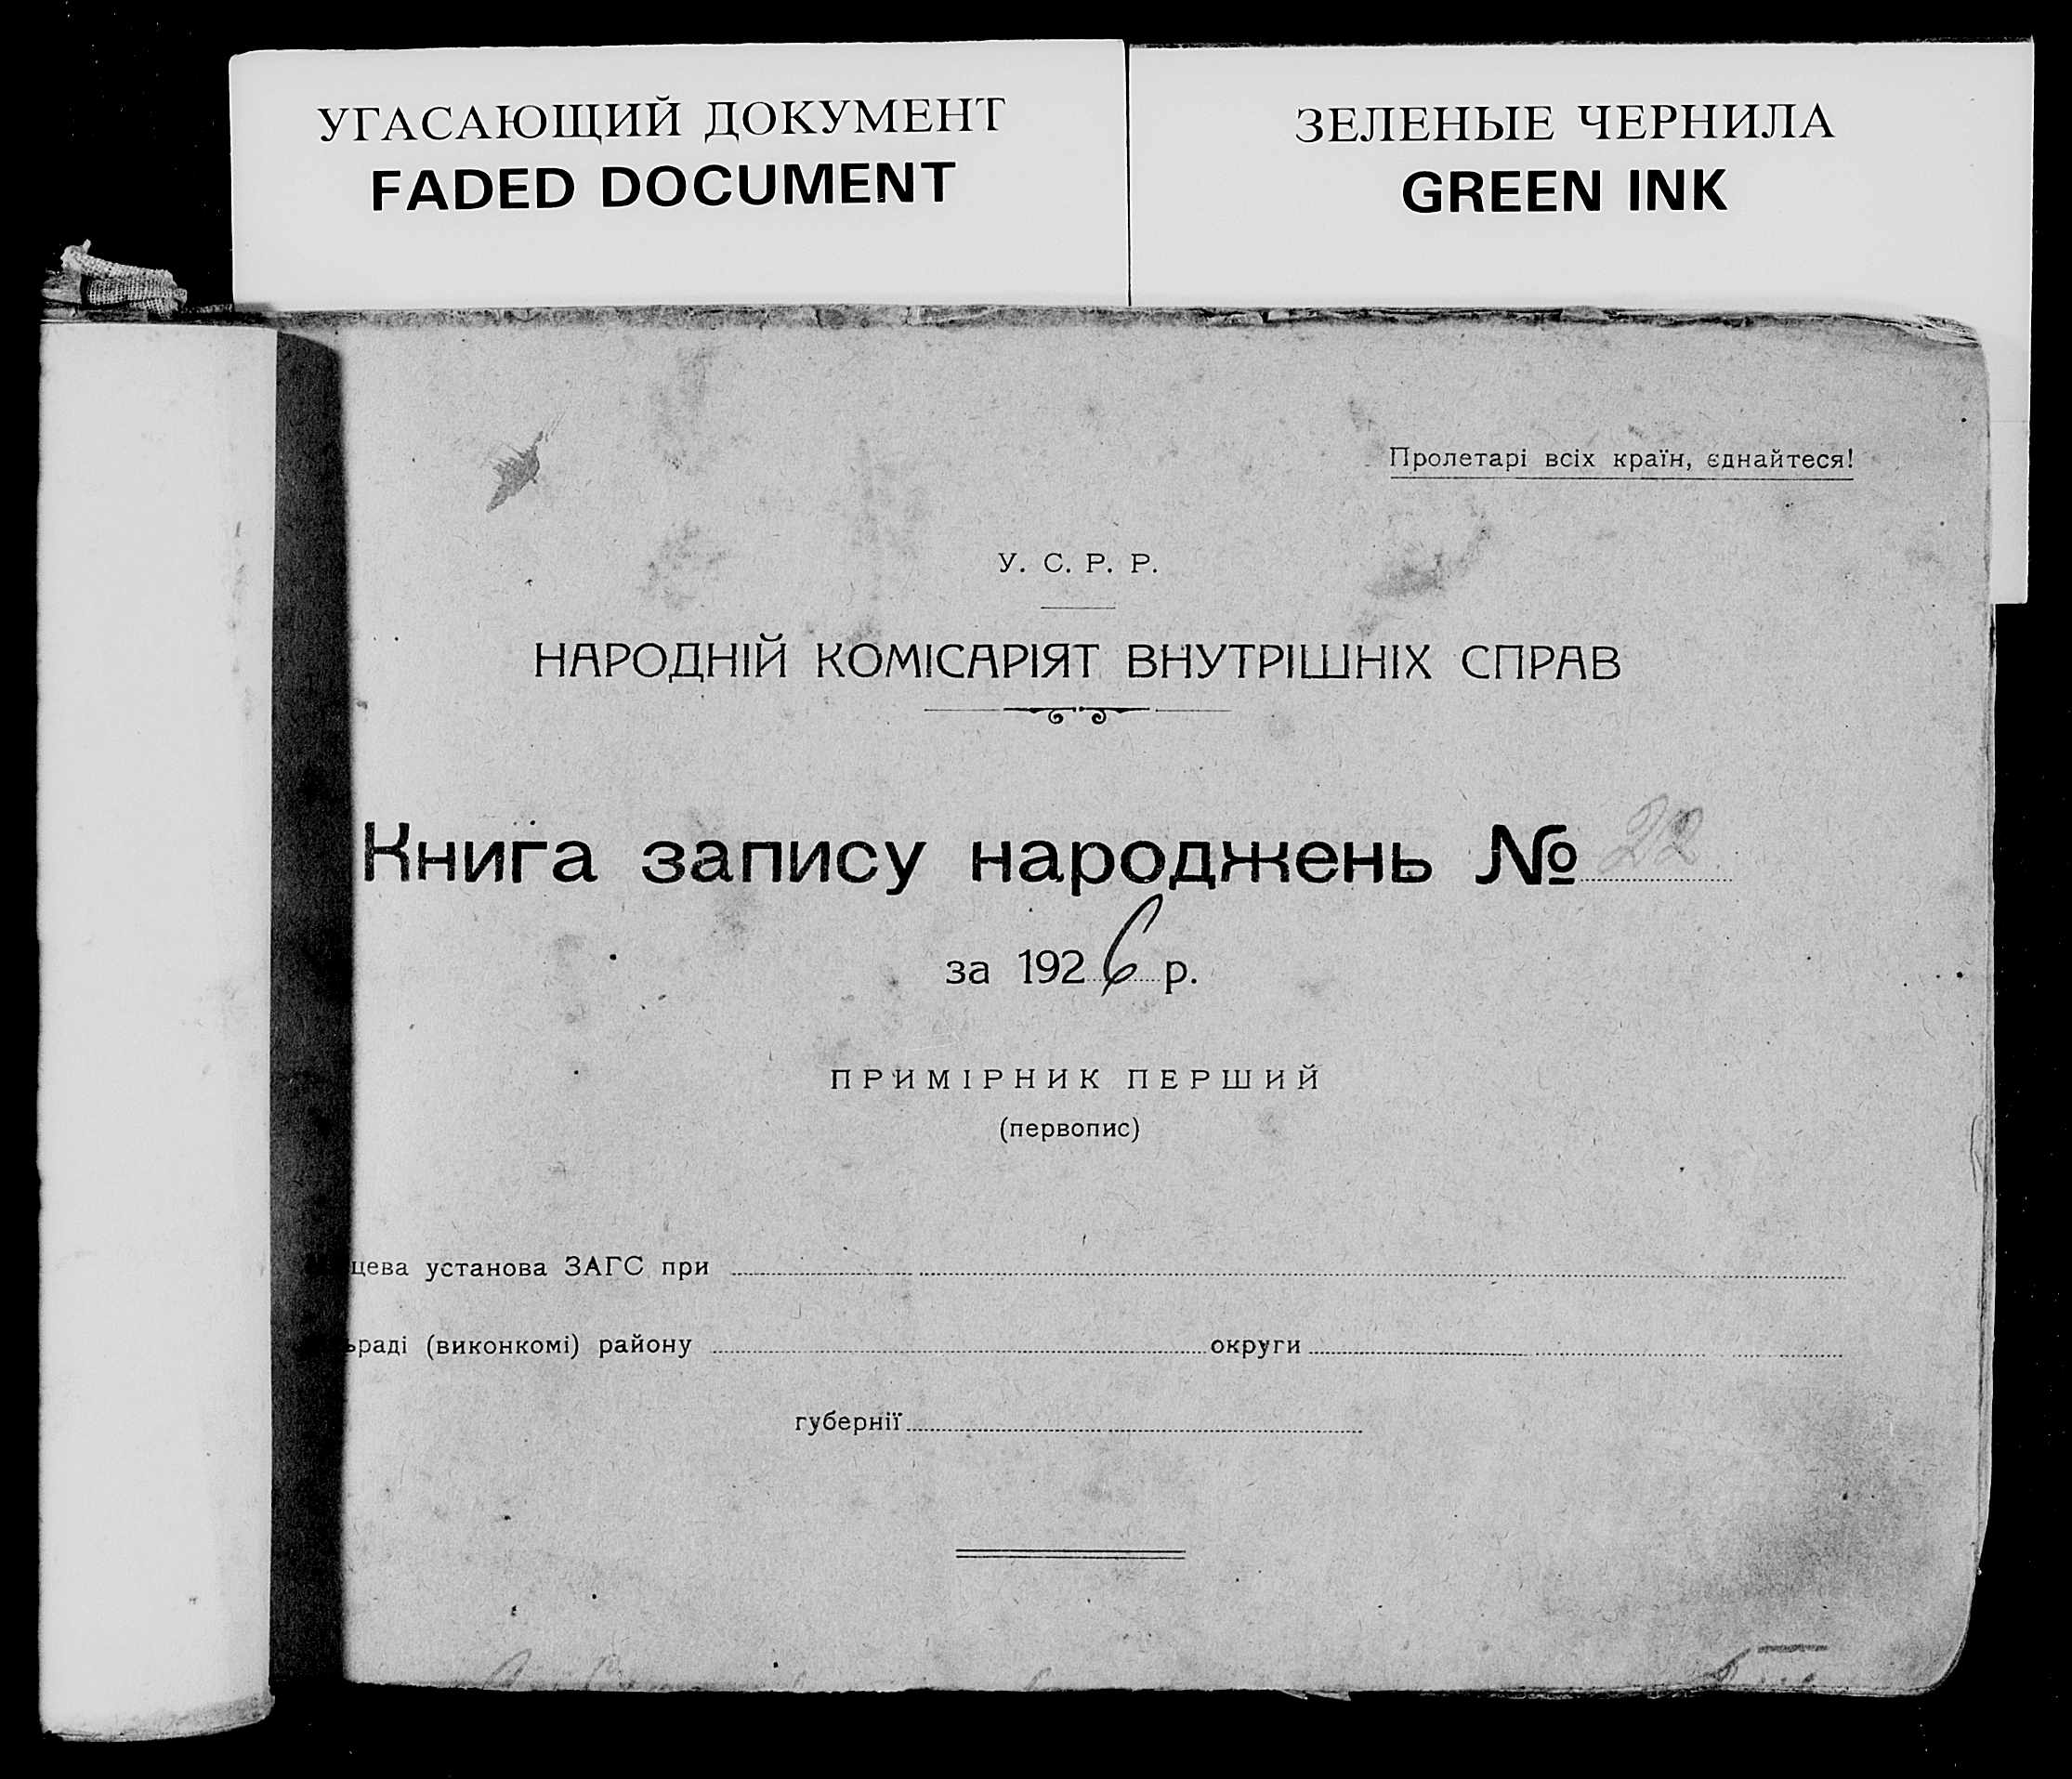 УГАСАЮЩИЙ ДОКУМЕНТ
FADED DOCUMENT
ЗЕЛЕНЫЕ ЧЕРНИЛА
GREEN INK
Пролетарі всіх країн, єднайтеся!
У. С. Р. Р.
НАРОДНІЙ КОМІСАРІЯТ ВНУТРІШНІХ СПРАВ
Книга запису народжень № 22
за 1926 р.
ПРИМІРНИК ПЕРШИЙ
(первопис)
цева установа ЗАГС при
ьраді (виконкомі) району округи
губернії